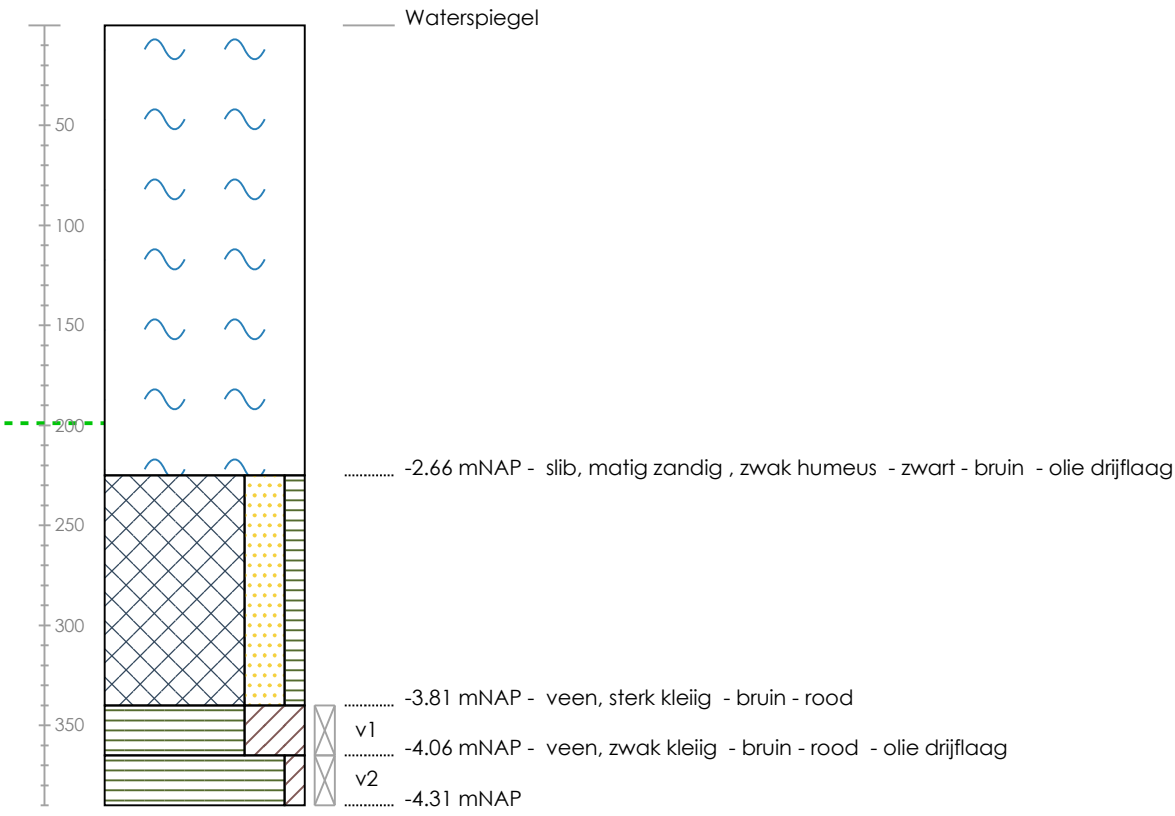 Waterspiegel
50
100
150
200
-2.66 mNAP - slib, matig zandig , zwak humeus - zwart - bruin - olie drijflaag
250
300
-3.81 mNAP - veen, sterk kleiig - bruin - rood
350
v1
-4.06 mNAP - veen, zwak kleiig - bruin - rood - olie drijflaag
v2
-4.31 mNAP